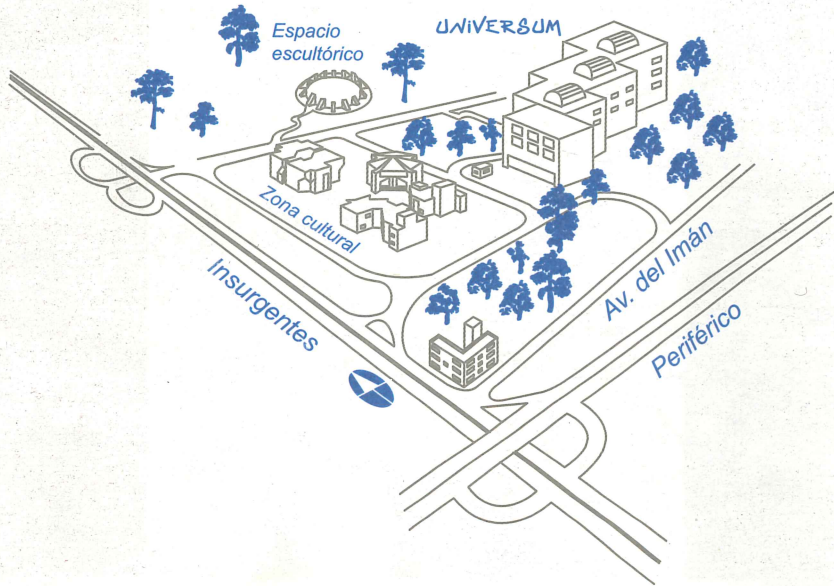 Espacio
escultórico
UNiVERSUM
Zona cultural
Insurgentes
Av. del Imán
Periférico